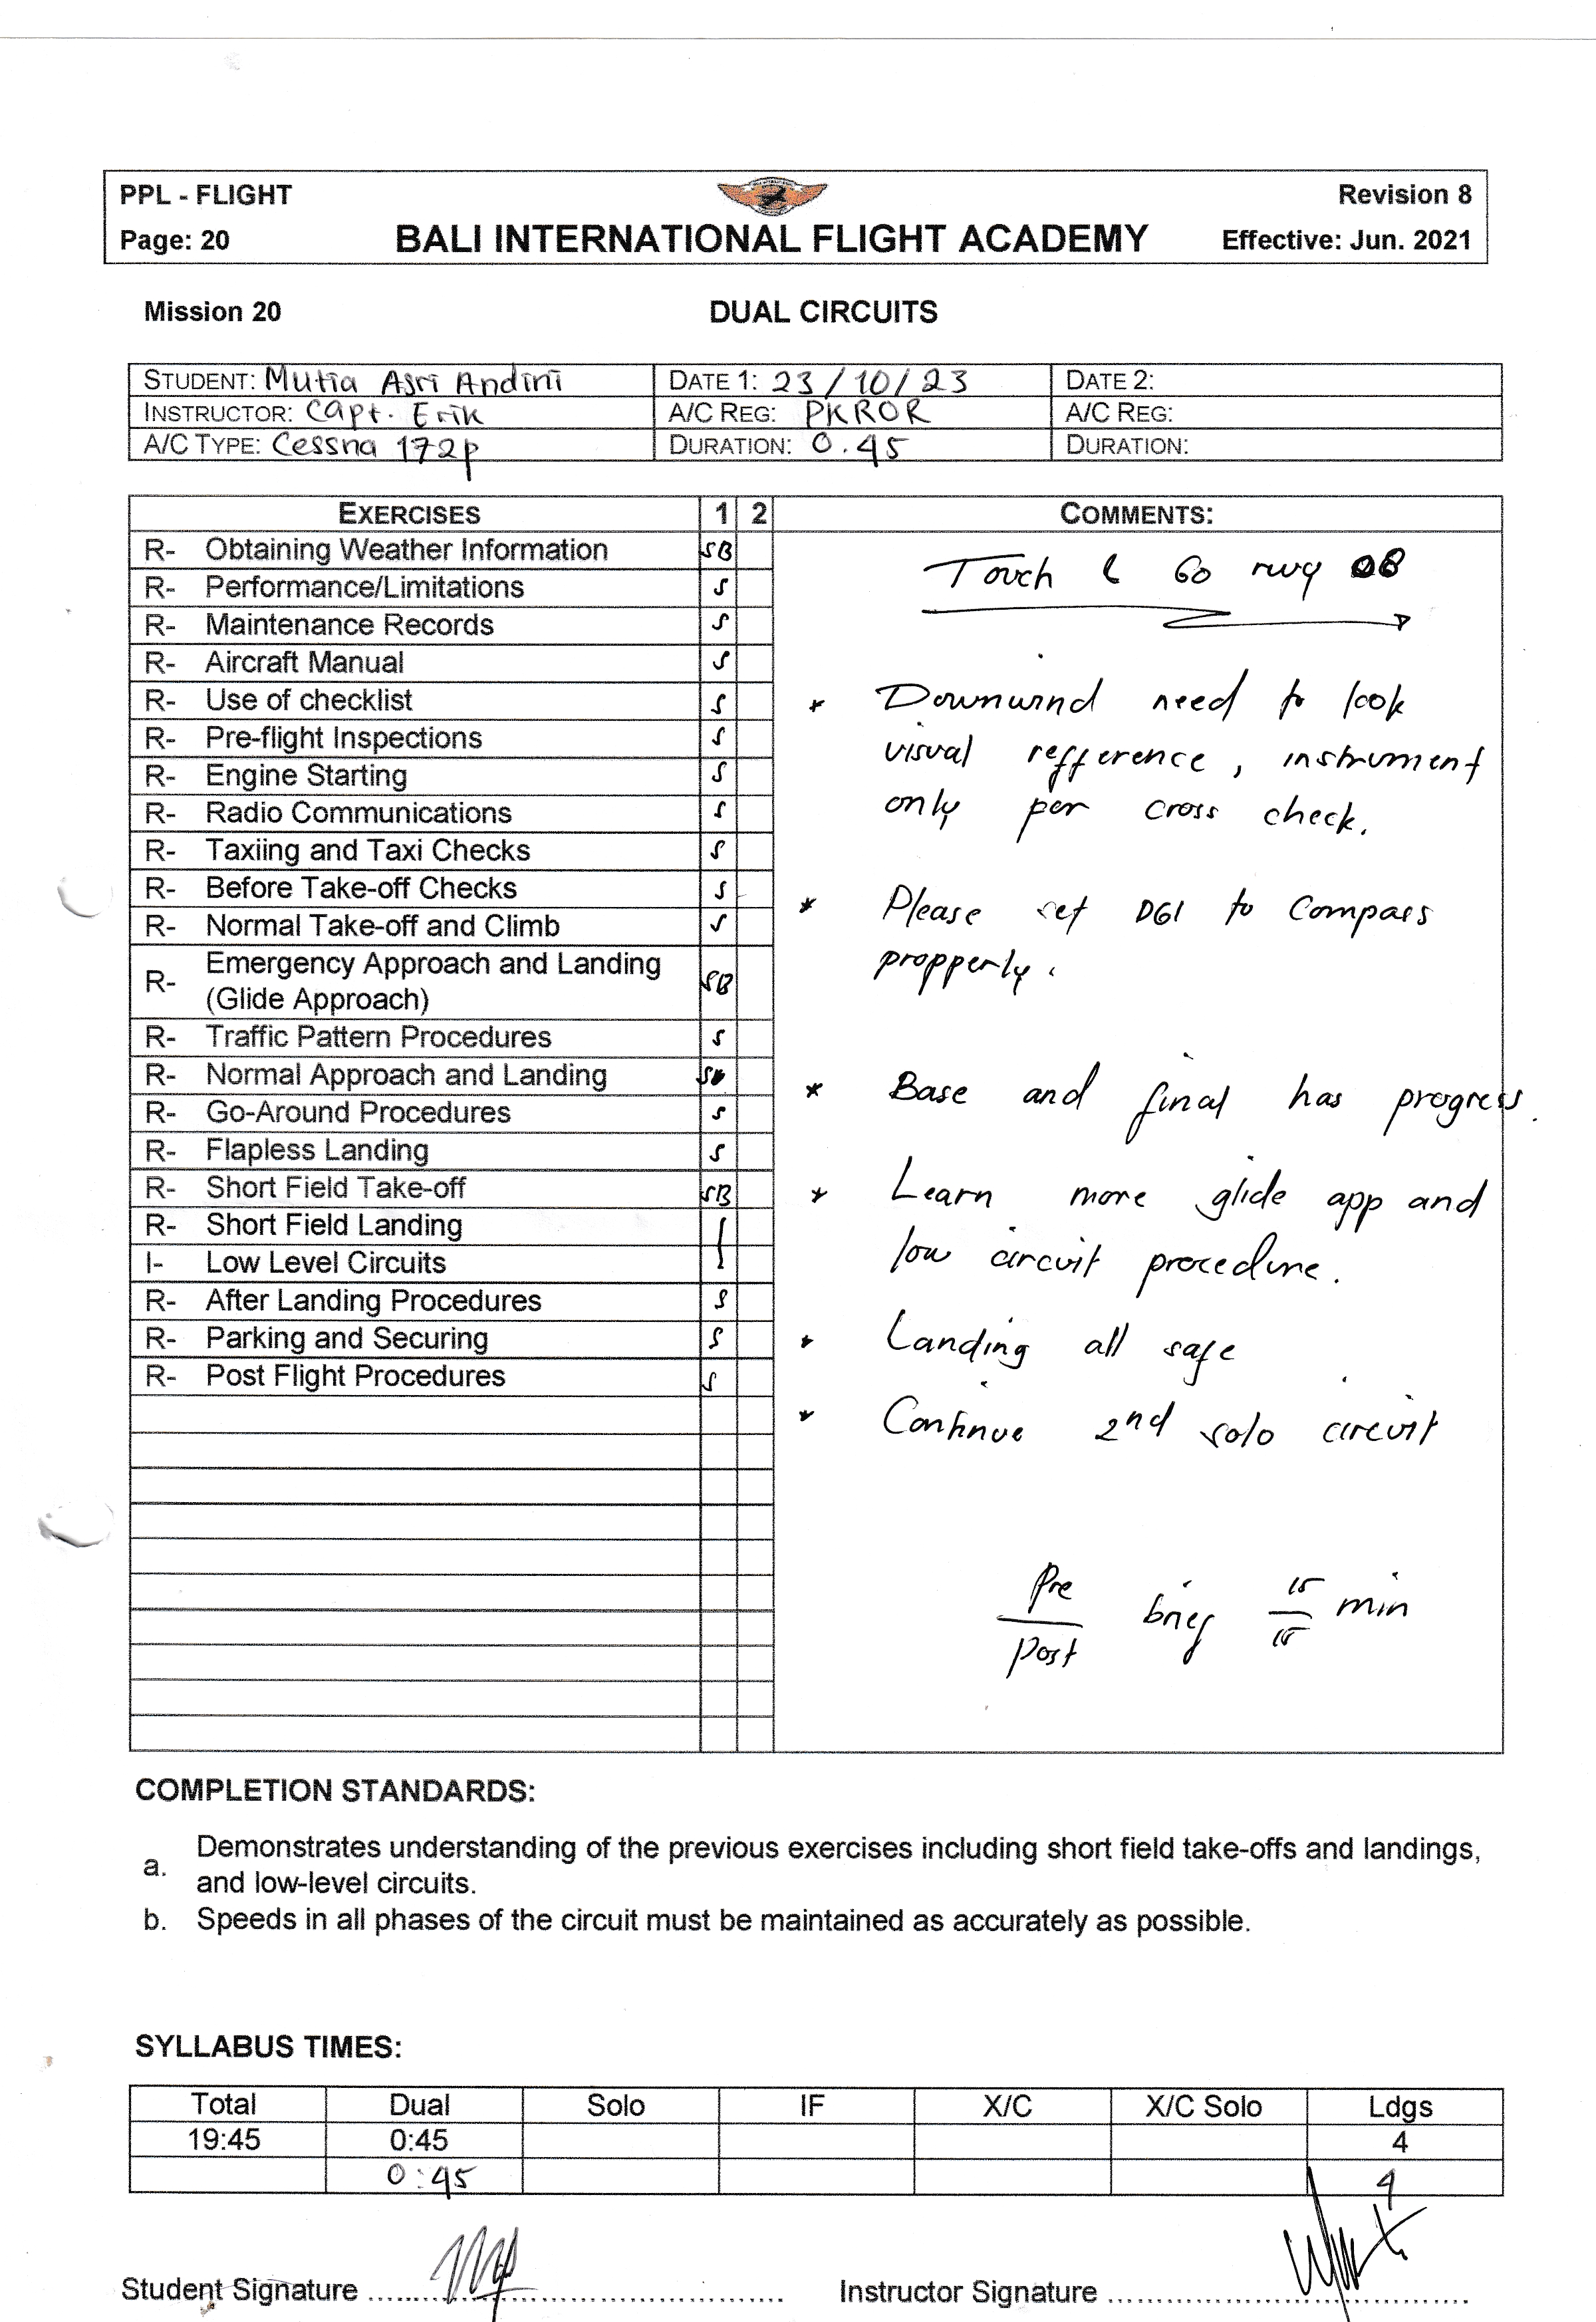 PPL - FLIGHT
Revision 8
Page: 20
BALI INTERNATIONAL FLIGHT ACADEMY
Effective: Jun. 2021
Mission 20
DUAL CIRCUITS
STUDENT: Mutia Asri Andini
DATE 1: 23/10/23
DATE 2:
INSTRUCTOR: Capt. Erik
A/C REG: PKROR
A/C REG:
A/C TYPE: Cessna 172p
DURATION: 0.45
DURATION:
EXERCISES 1 2
R- Obtaining Weather Information SB
R- Performance/Limitations S
R- Maintenance Records S
R- Aircraft Manual S
R- Use of checklist S
R- Pre-flight Inspections S
R- Engine Starting S
R- Radio Communications S
R- Taxiing and Taxi Checks S
R- Before Take-off Checks S
R- Normal Take-off and Climb S
R- Emergency Approach and Landing
(Glide Approach) SB
R- Traffic Pattern Procedures S
R- Normal Approach and Landing S
R- Go-Around Procedures S
R- Flapless Landing S
R- Short Field Take-off SB
R- Short Field Landing
I- Low Level Circuits
R- After Landing Procedures S
R- Parking and Securing S
R- Post Flight Procedures S
COMMENTS:
Touch & Go rwy 08
* Downwind need to look
visual refference, instrument
only per cross check.
* Please set DGI to Compass
propperly.
* Base and final has progress.
* Learn more glide app and
low circuit procedure.
* Landing all safe
* Continue 2nd solo circuit
Pre
post
brief
15
15
min
COMPLETION STANDARDS:
a. Demonstrates understanding of the previous exercises including short field take-offs and landings,
and low-level circuits.
b. Speeds in all phases of the circuit must be maintained as accurately as possible.
SYLLABUS TIMES:
Total Dual Solo IF X/C X/C Solo Ldgs
19:45 0:45 4
0:45 4
Student Signature
Instructor Signature